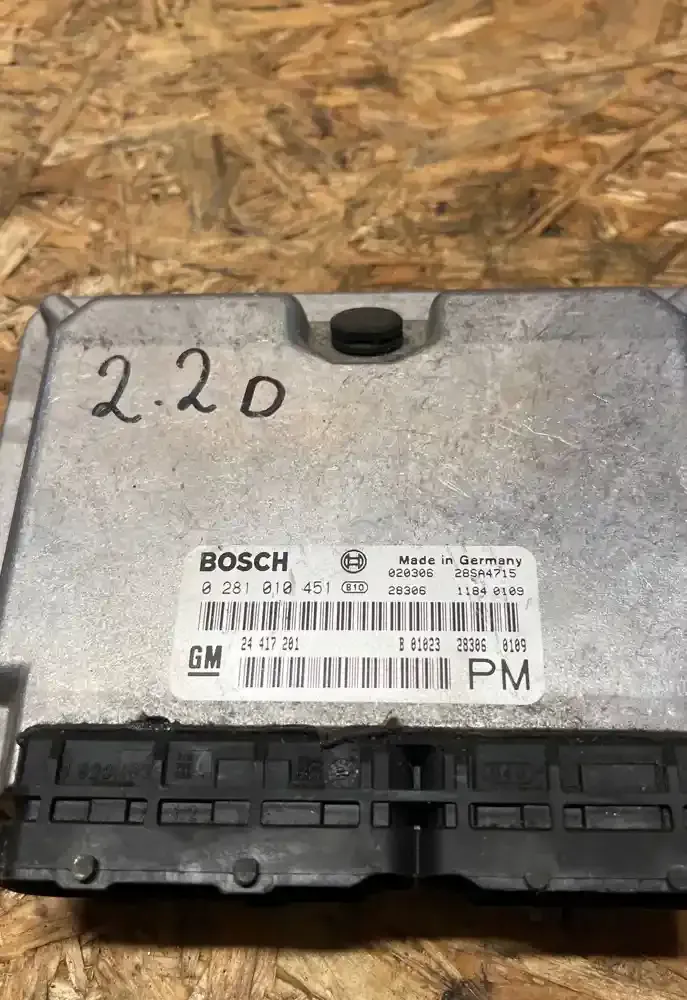 2.2D
BOSCH Made in Germany
020306 28SA4715
0 281 010 451 B10 28306 1184 0109
24 417 201 B 01023 28306 0109
GM PM